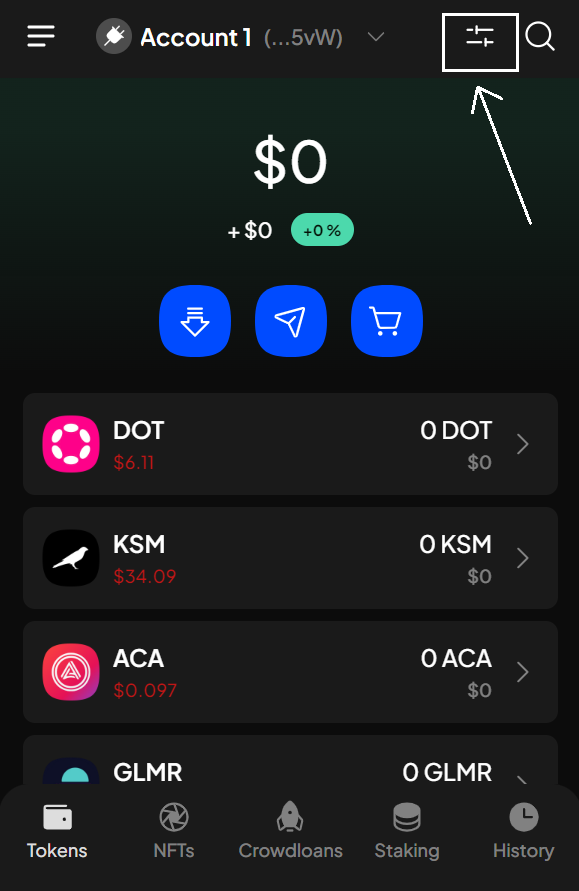 Account 1 (...5vW)
$0
+ $0 +0 %
DOT 0 DOT
$6.11 $0
KSM 0 KSM
$34.09 $0
ACA 0 ACA
$0.097 $0
GLMR 0 GLMR
Tokens NFTs Crowdloans Staking History